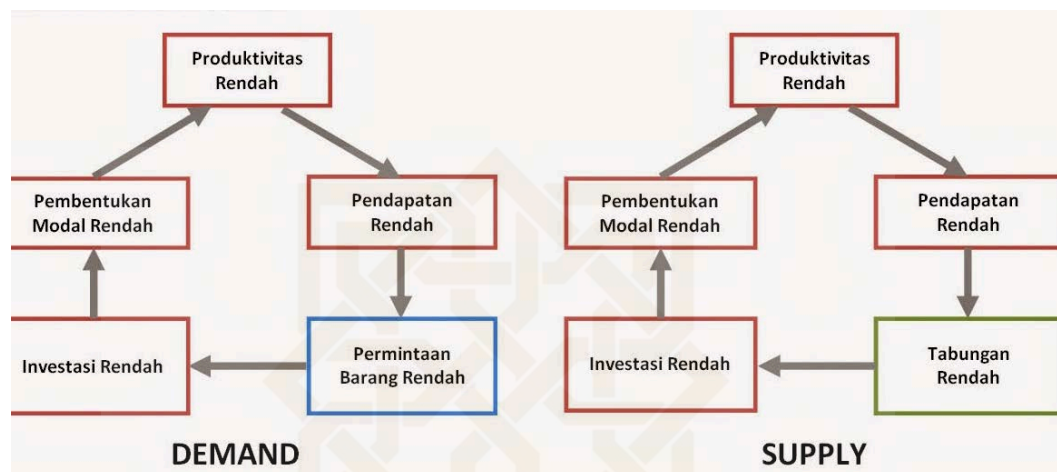 Produktivitas
Rendah
Pembentukan
Modal Rendah
Pendapatan
Rendah
Investasi Rendah
Permintaan
Barang Rendah
DEMAND
Produktivitas
Rendah
Pembentukan
Modal Rendah
Pendapatan
Rendah
Investasi Rendah
Tabungan
Rendah
SUPPLY